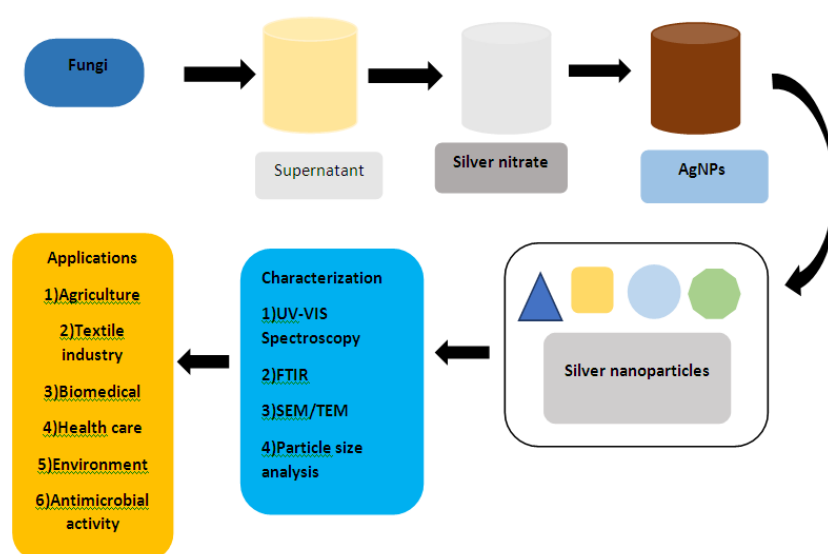 Fungi
Supernatant
Silver nitrate
AgNPs
Silver nanoparticles
Characterization
1)UV-VIS
Spectroscopy
2)FTIR
3)SEM/TEM
4)Particle size
analysis
Applications
1)Agriculture
2)Textile
industry
3)Biomedical
4)Health care
5)Environment
6)Antimicrobial
activity